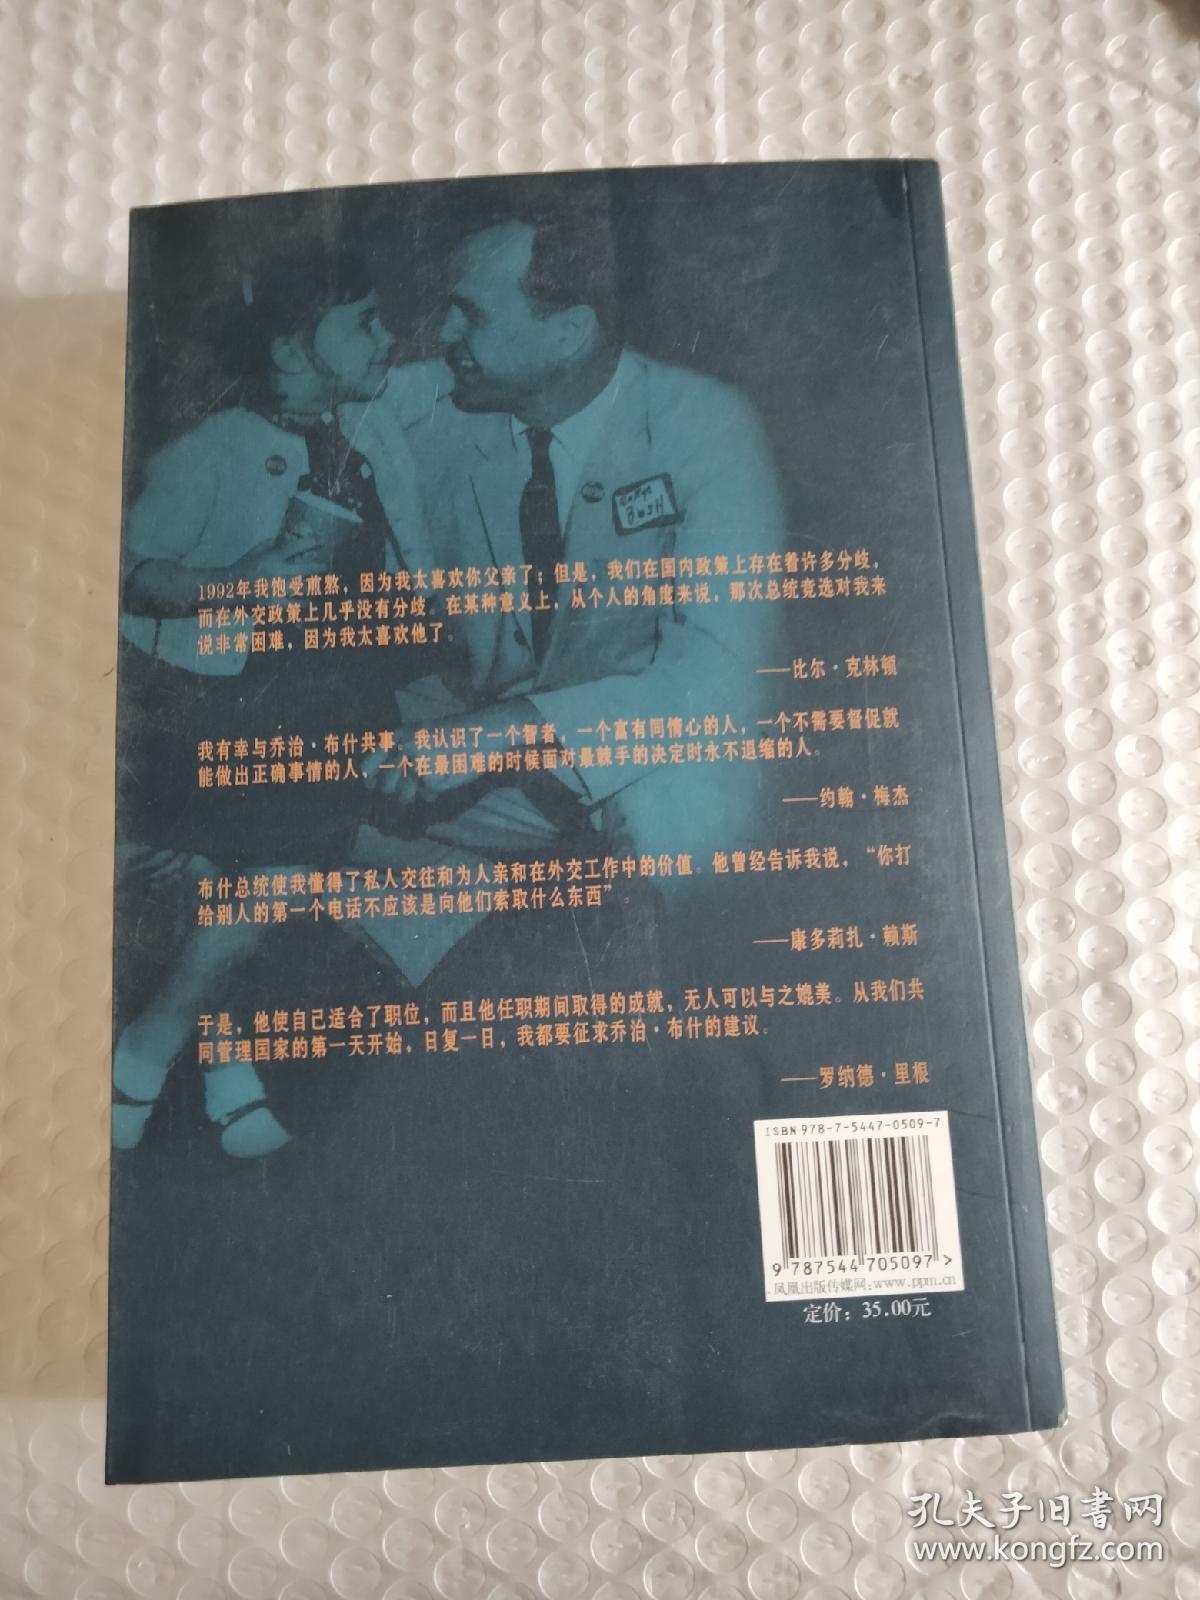 George
BUSH
1992年我饱受煎熬，因为我太喜欢你父亲了；但是，我们在国内政策上存在着许多分歧，
而在外交政策上几乎没有分歧。在某种意义上，从个人的角度来说，那次总统竞选对我来
说非常困难，因为我太喜欢他了。
——比尔·克林顿
我有幸与乔治·布什共事。我认识了一个智者，一个富有同情心的人，一个不需要督促就
能做出正确事情的人，一个在最困难的时候面对最棘手的决定时永不退缩的人。
——约翰·梅杰
布什总统使我懂得了私人交往和为人亲和在外交工作中的价值。他曾经告诉我说，“你打
给别人的第一个电话不应该是向他们索取什么东西”。
——康多莉扎·赖斯
于是，他使自己适合了职位，而且他任职期间取得的成就，无人可以与之媲美。从我们共
同管理国家的第一天开始，日复一日，我都要征求乔治·布什的建议。
——罗纳德·里根
ISBN 978-7-5447-0509-7
9 787544 705097 >
凤凰出版传媒网:www.ppm.cn
定价：35.00元
孔夫子旧书网
www.kongfz.com